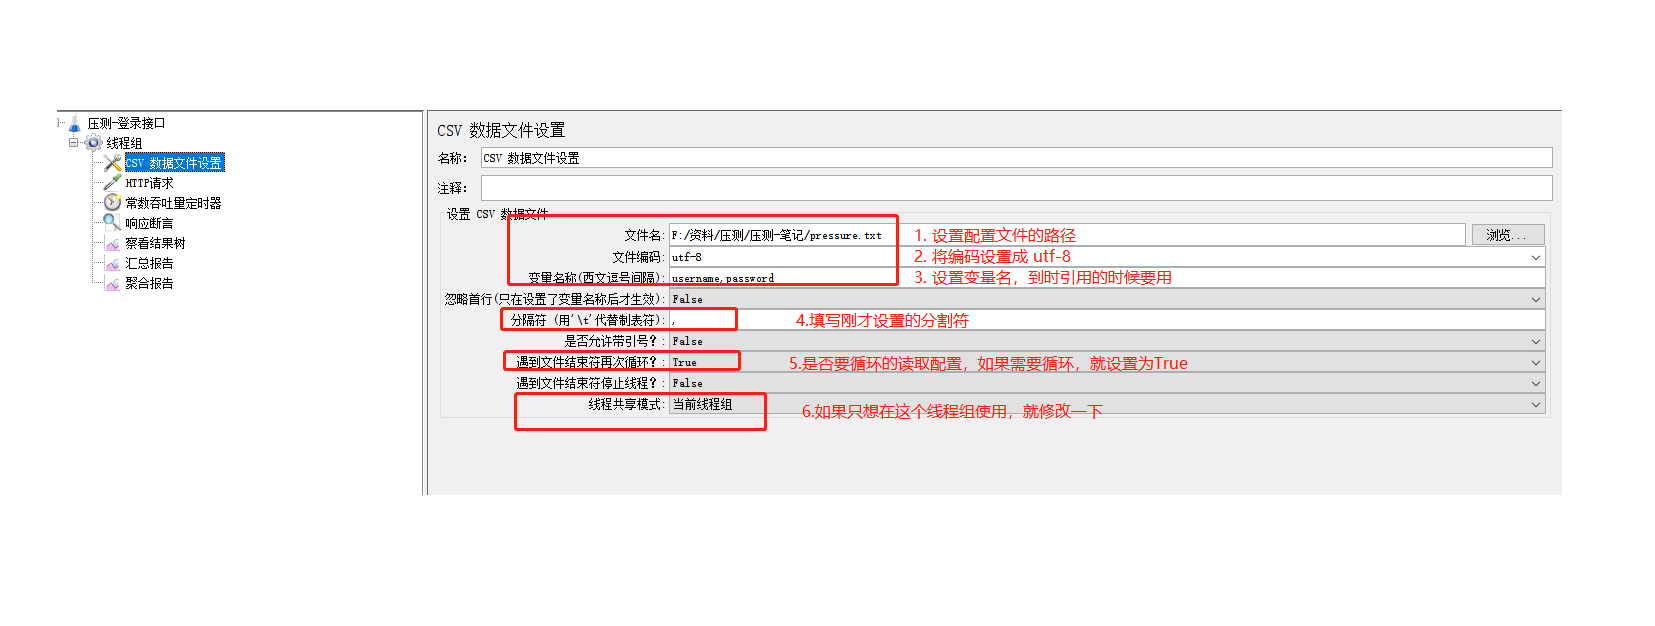 压测-登录接口
线程组
CSV 数据文件设置
HTTP请求
常数吞吐量定时器
响应断言
察看结果树
汇总报告
聚合报告
CSV 数据文件设置
名称: CSV 数据文件设置
注释:
设置 CSV 数据文件
文件名: F:/资料/压测/压测-笔记/pressure.txt 1. 设置配置文件的路径 浏览...
文件编码: utf-8 2. 将编码设置成 utf-8
变量名称(西文逗号间隔): username,password 3. 设置变量名，到时引用的时候要用
忽略首行(只在设置了变量名称后才生效): False
分隔符 (用'\t'代替制表符): , 4.填写刚才设置的分割符
是否允许带引号? : False
遇到文件结束符再次循环? : True 5.是否要循环的读取配置，如果需要循环，就设置为True
遇到文件结束符停止线程? : False
线程共享模式: 当前线程组 6.如果只想在这个线程组使用，就修改一下